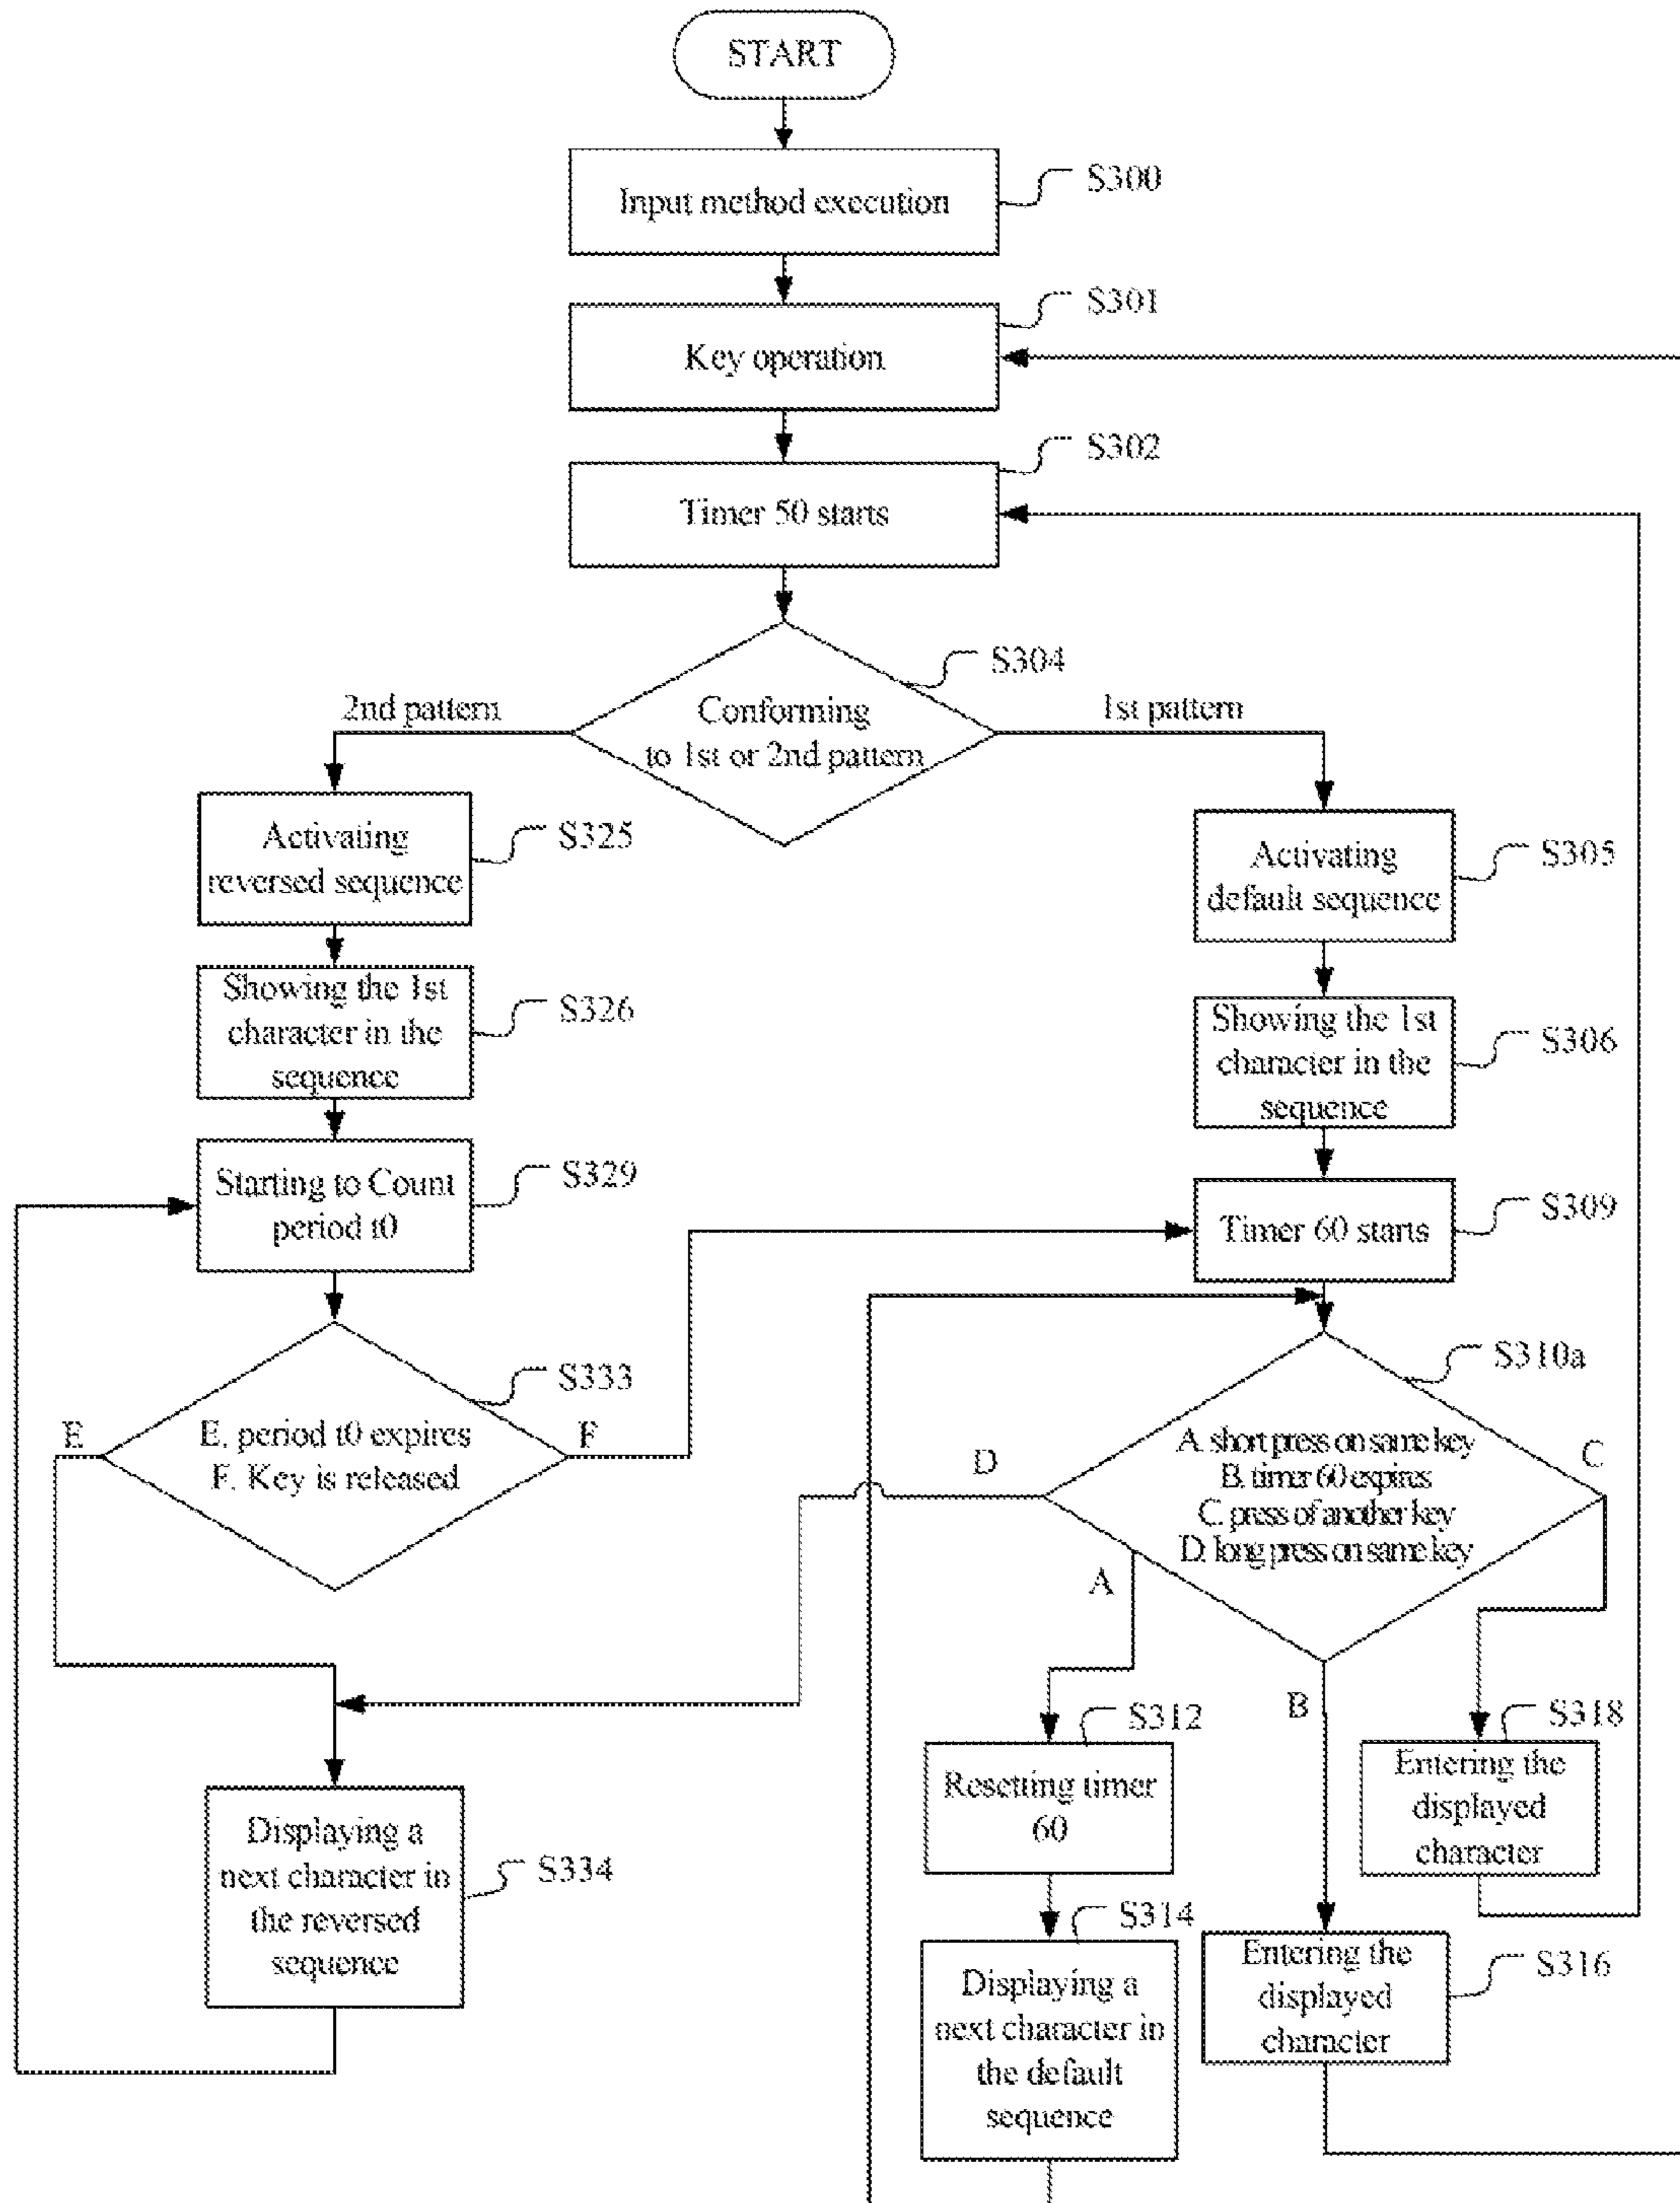 START
Input method execution
S300
Key operation
S301
Timer 50 starts
S302
Conforming
to 1st or 2nd pattern
S304
2nd pattern
1st pattern
Activating
reversed sequence
S325
Activating
default sequence
S305
Showing the 1st
character in the
sequence
S326
Showing the 1st
character in the
sequence
S306
Starting to Count
period t0
S329
Timer 60 starts
S309
E. period t0 expires
F. Key is released
S333
E
F
A. short press on same key
B. timer 60 expires
C. press of another key
D. long press on same key
S310a
D
C
A
B
Resetting timer
60
S312
Entering the
displayed
character
S318
Displaying a
next character in
the reversed
sequence
S334
Displaying a
next character in
the default
sequence
S314
Entering the
displayed
character
S316